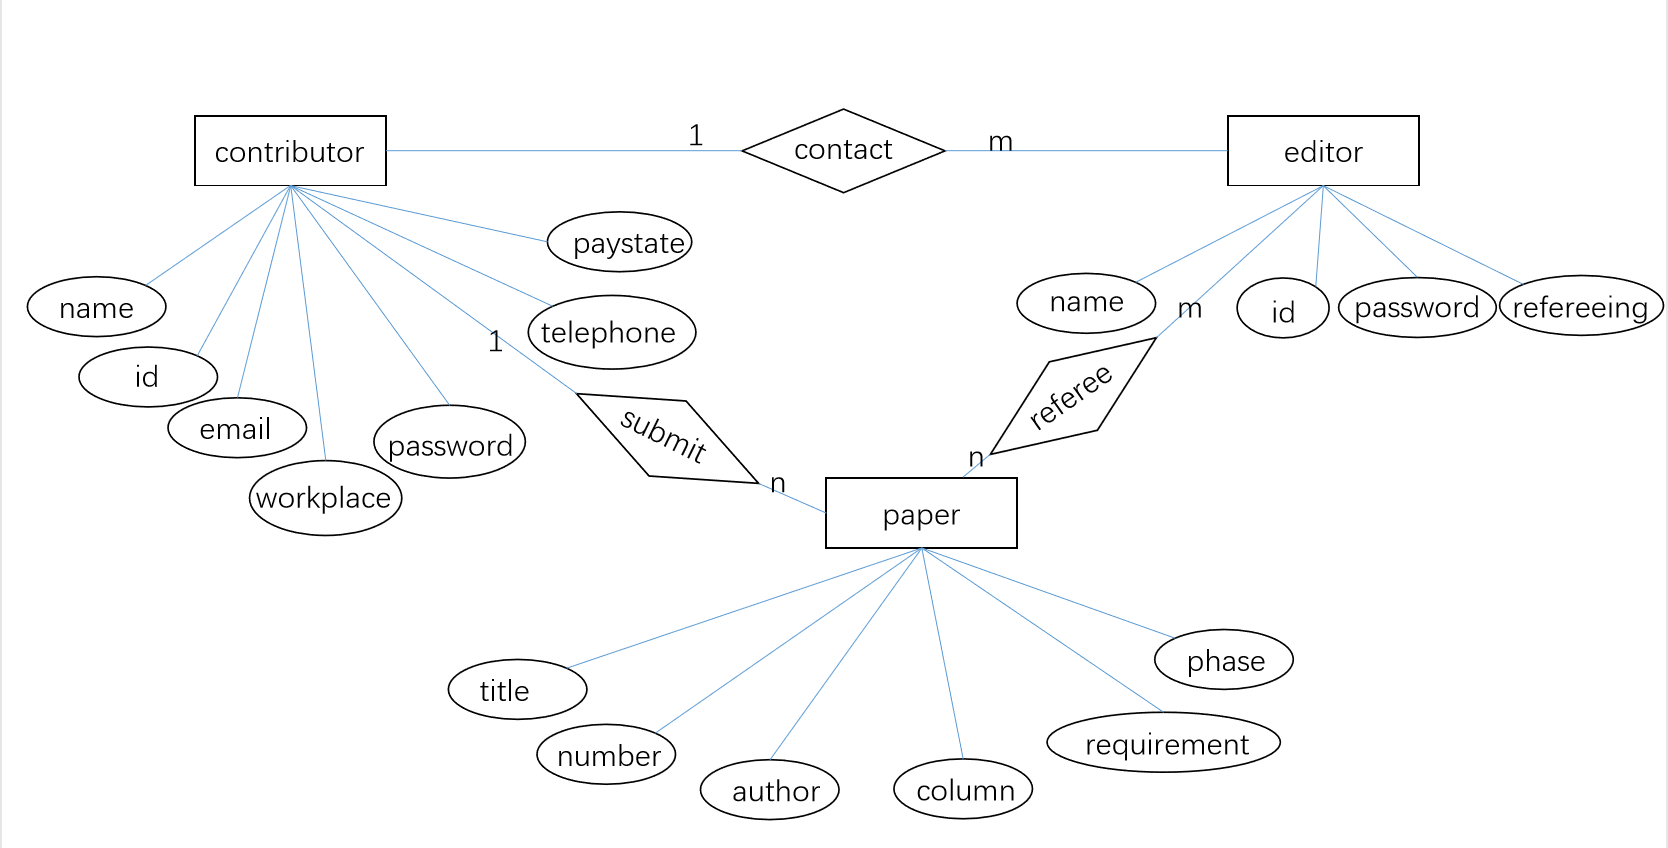 contributor
1
contact
m
editor
paystate
name
telephone
1
id
email
password
workplace
submit
n
name
m
id
password
refereeing
referee
n
paper
title
number
author
column
requirement
phase